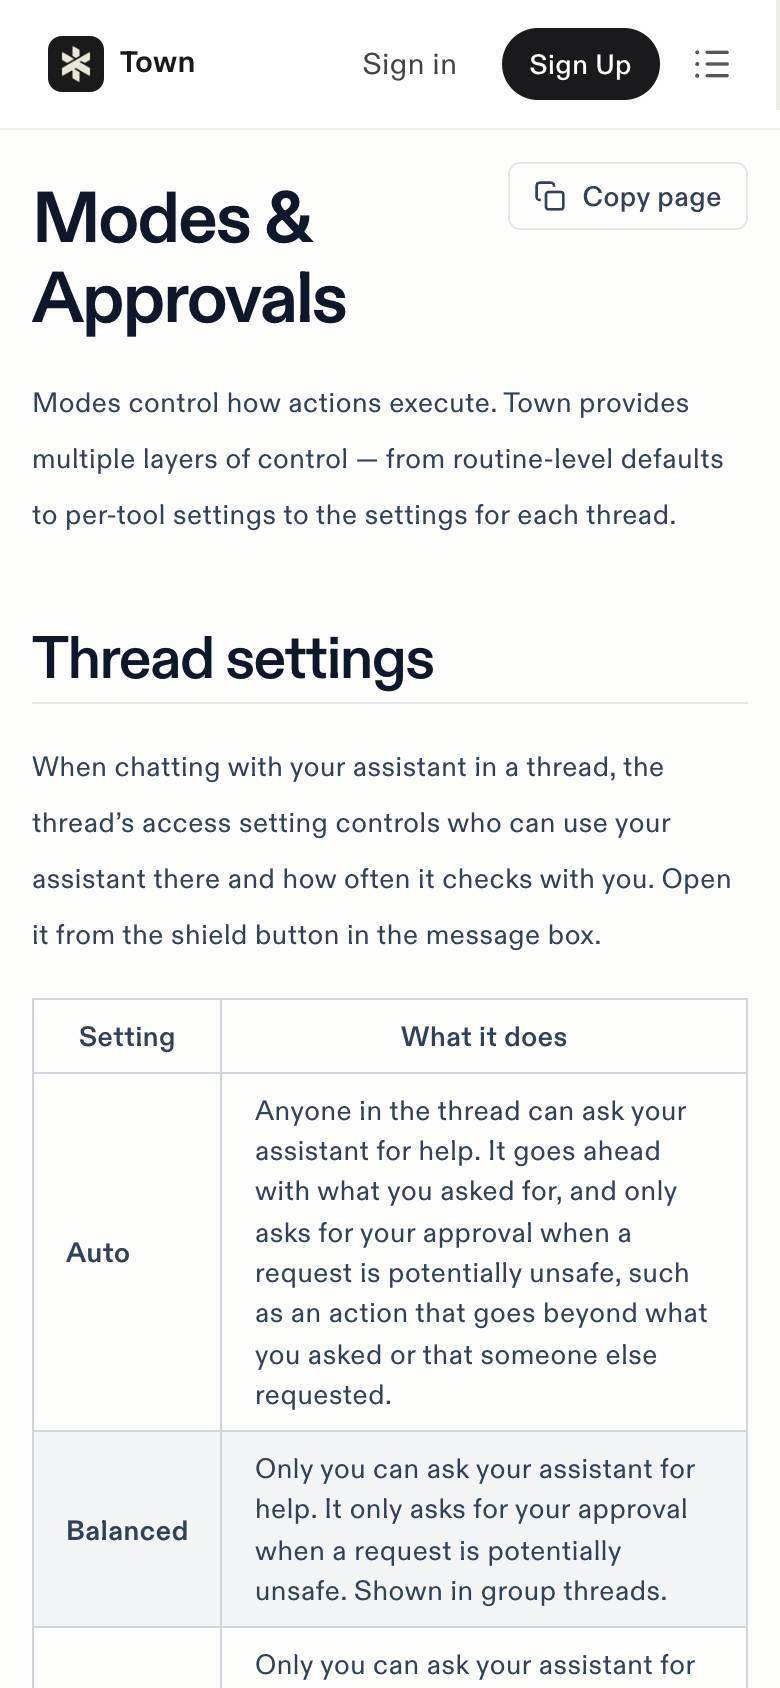 Town
Sign in
Sign Up
Copy page
Modes &
Approvals
Modes control how actions execute. Town provides
multiple layers of control — from routine-level defaults
to per-tool settings to the settings for each thread.
Thread settings
When chatting with your assistant in a thread, the
thread’s access setting controls who can use your
assistant there and how often it checks with you. Open
it from the shield button in the message box.
Setting
What it does
Auto
Anyone in the thread can ask your
assistant for help. It goes ahead
with what you asked for, and only
asks for your approval when a
request is potentially unsafe, such
as an action that goes beyond what
you asked or that someone else
requested.
Balanced
Only you can ask your assistant for
help. It only asks for your approval
when a request is potentially
unsafe. Shown in group threads.
Only you can ask your assistant for